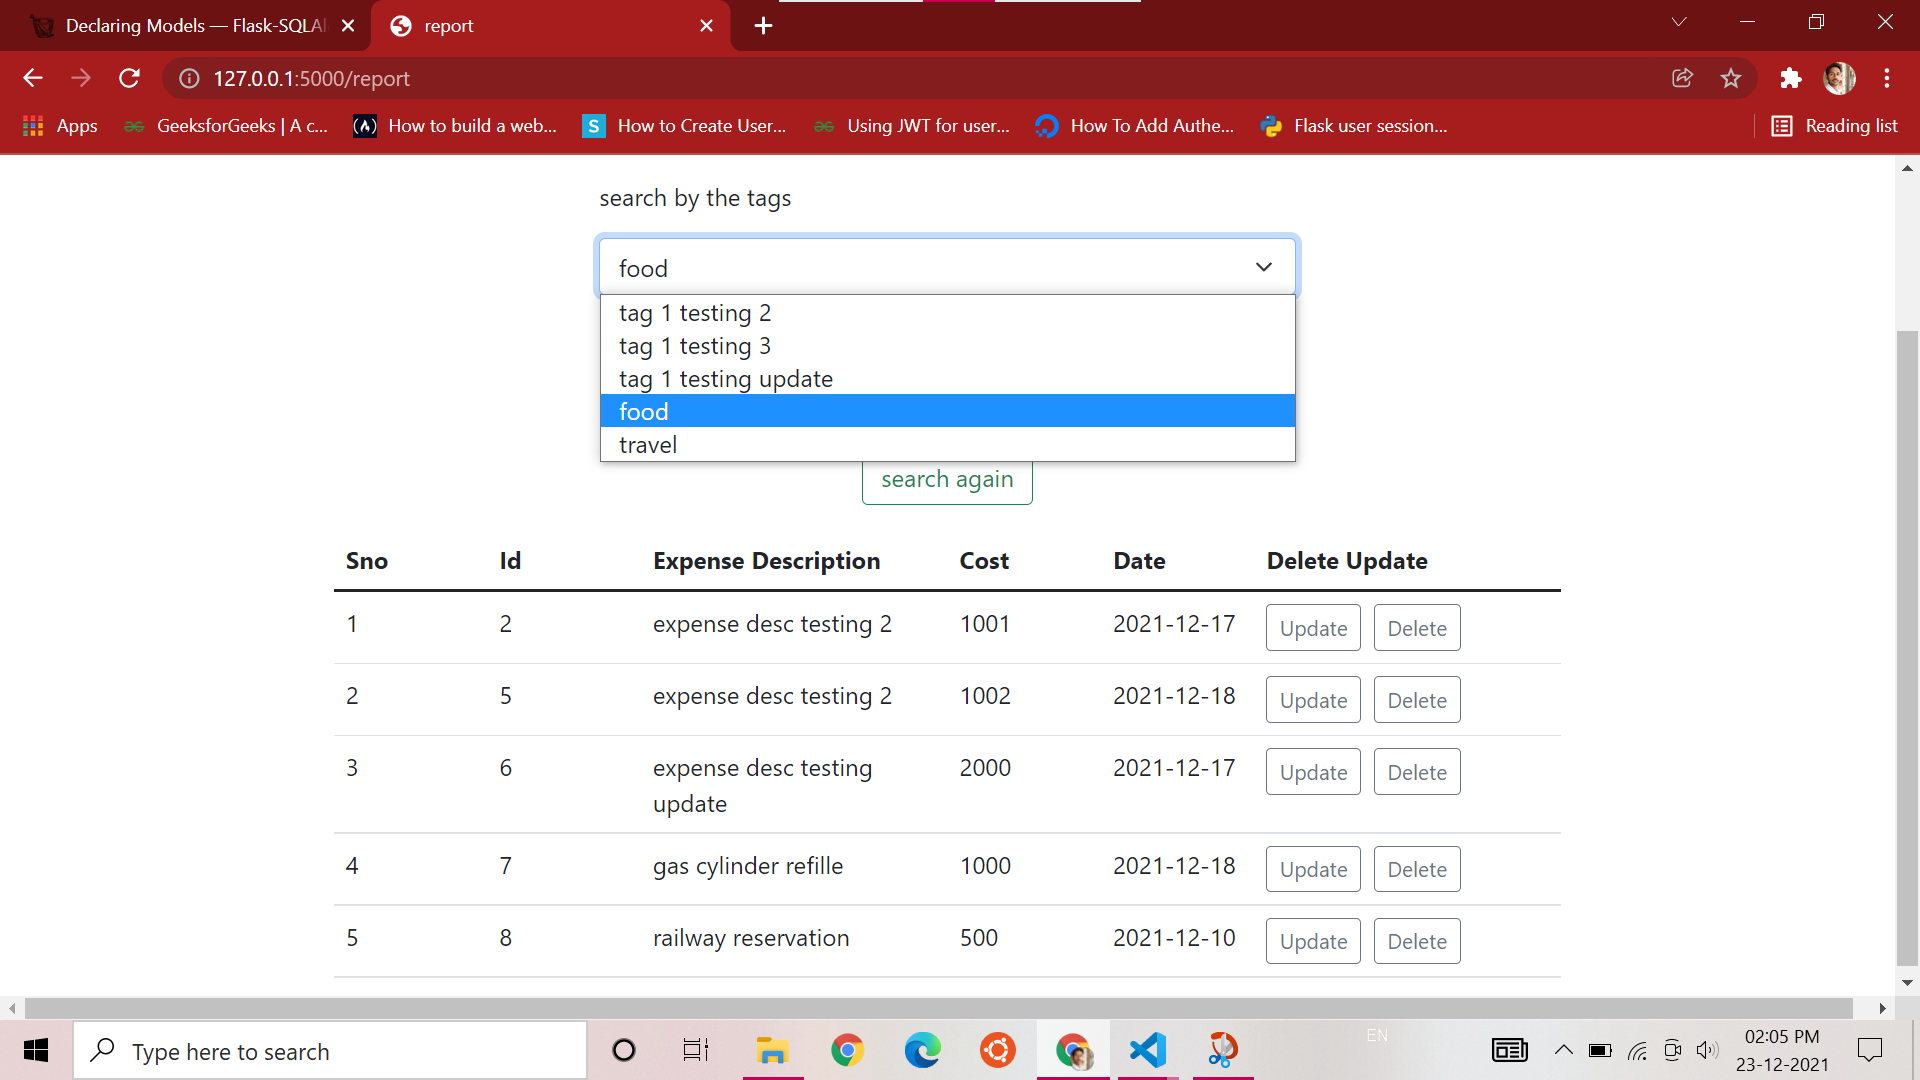 Declaring Models — Flask-SQLAl
report
127.0.0.1:5000/report
Apps
GeeksforGeeks | A c...
How to build a web...
How to Create User...
Using JWT for user...
How To Add Authe...
Flask user session...
Reading list
search by the tags
food
tag 1 testing 2
tag 1 testing 3
tag 1 testing update
food
travel
search again
Sno Id Expense Description Cost Date Delete Update
1 2 expense desc testing 2 1001 2021-12-17 Update Delete
2 5 expense desc testing 2 1002 2021-12-18 Update Delete
3 6 expense desc testing 2000 2021-12-17 Update Delete
update
4 7 gas cylinder refille 1000 2021-12-18 Update Delete
5 8 railway reservation 500 2021-12-10 Update Delete
Type here to search
EN
02:05 PM
23-12-2021